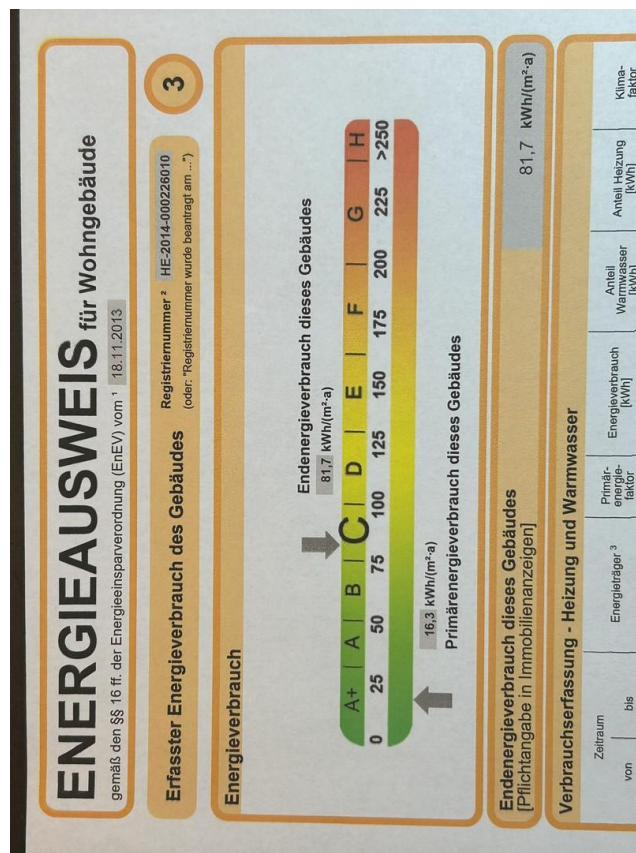 ENERGIEAUSWEIS für Wohngebäude
gemäß den §§ 16 ff. der Energieeinsparverordnung (EnEV) vom ¹ 18.11.2013
Erfasster Energieverbrauch des Gebäudes
Registriernummer ² HE-2014-000226010
(oder: "Registriernummer wurde beantragt am ...")
3
Energieverbrauch
Endenergieverbrauch dieses Gebäudes
81,7 kWh/(m²·a)
A+ | A | B | C | D | E | F | G | H
0 25 50 75 100 125 150 175 200 225 >250
16,3 kWh/(m²·a)
Primärenergieverbrauch dieses Gebäudes
Endenergieverbrauch dieses Gebäudes
[Pflichtangabe in Immobilienanzeigen]
81,7 kWh/(m²·a)
Verbrauchserfassung - Heizung und Warmwasser
Zeitraum
von bis
Energieträger ³
Primär-
energie-
faktor
Energieverbrauch
[kWh]
Anteil
Warmwasser
[kWh]
Anteil Heizung
[kWh]
Klima-
faktor